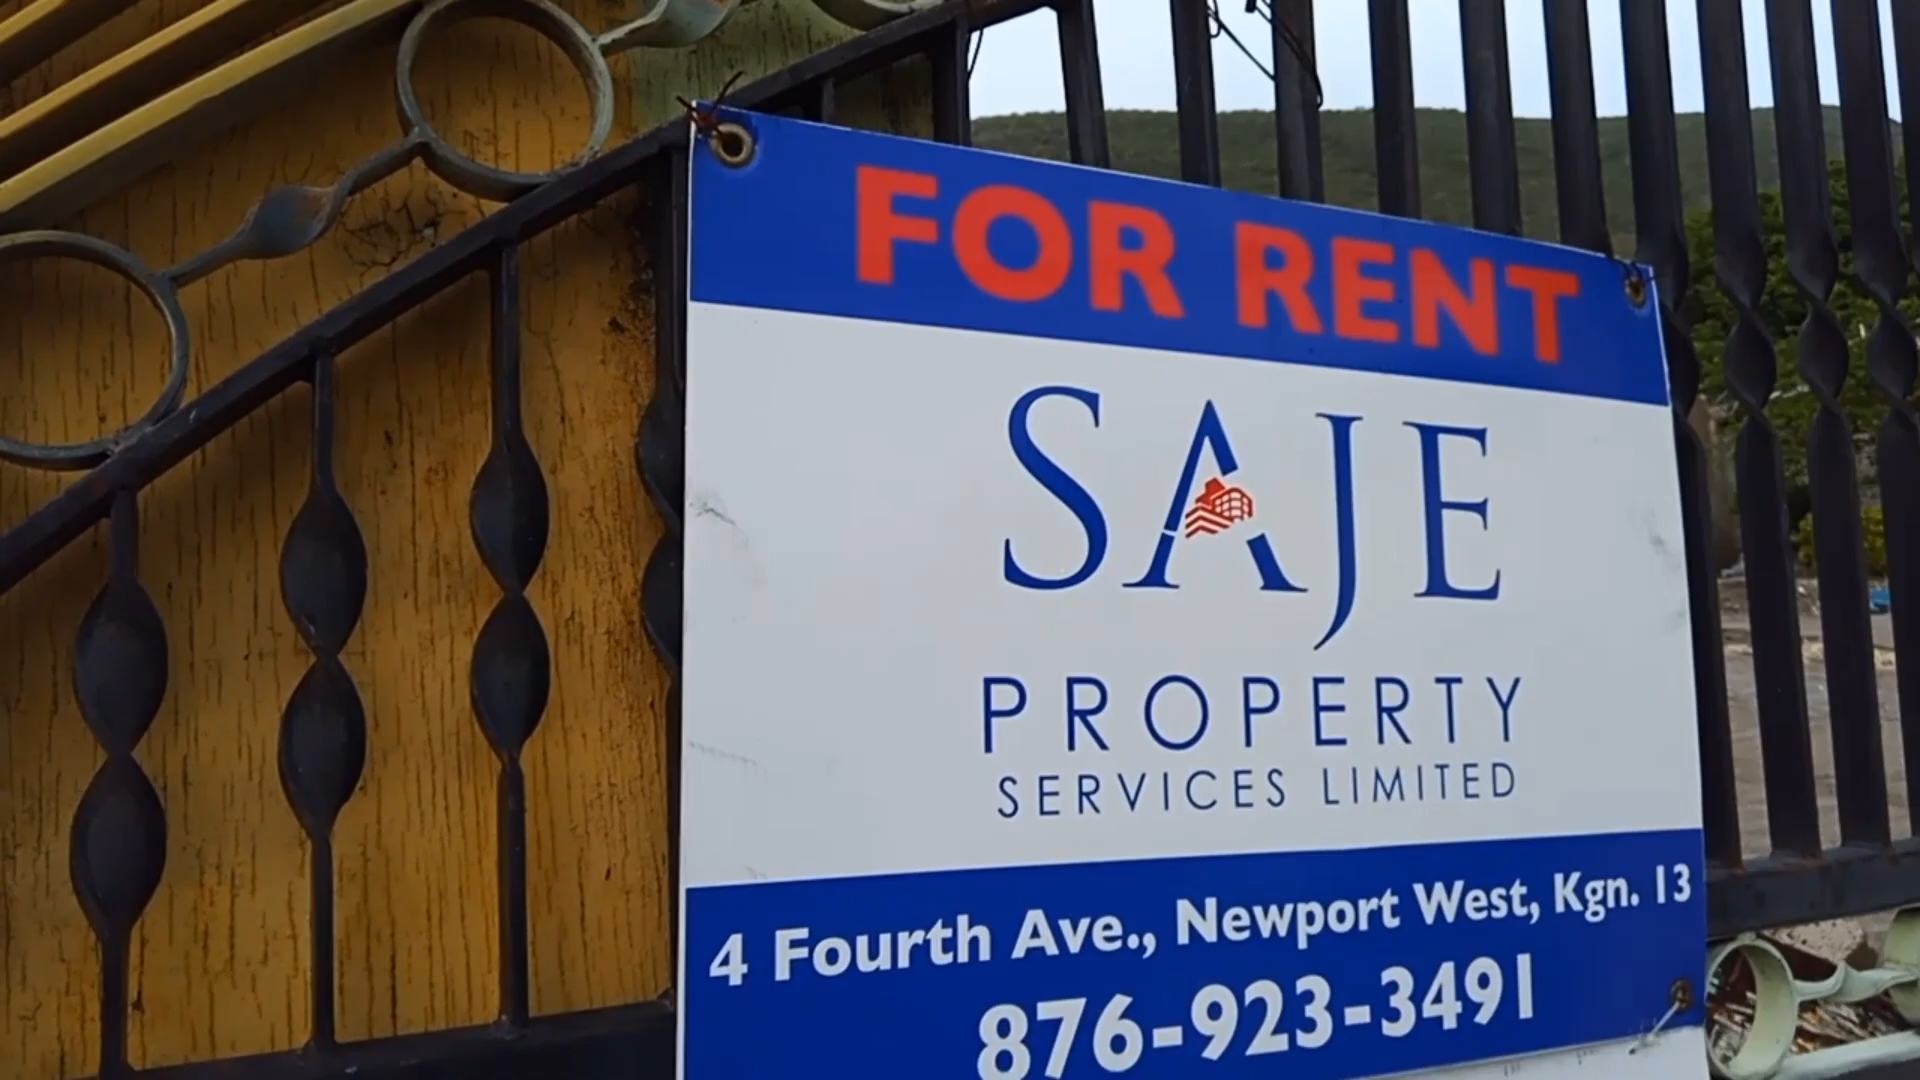 FOR RENT
SAJE
PROPERTY
SERVICES LIMITED
4 Fourth Ave., Newport West, Kgn. 13
876-923-3491